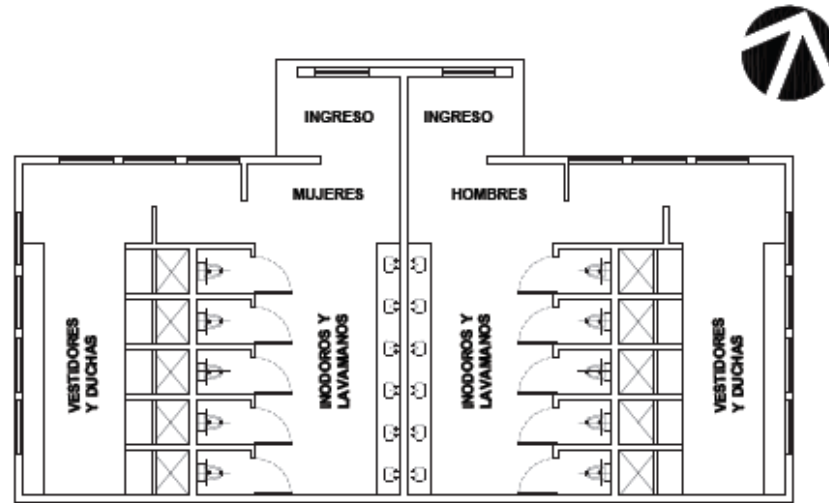 INGRESO
INGRESO
MUJERES
HOMBRES
VESTIDORES
Y DUCHAS
INODOROS Y
LAVAMANOS
INODOROS Y
LAVAMANOS
VESTIDORES
Y DUCHAS